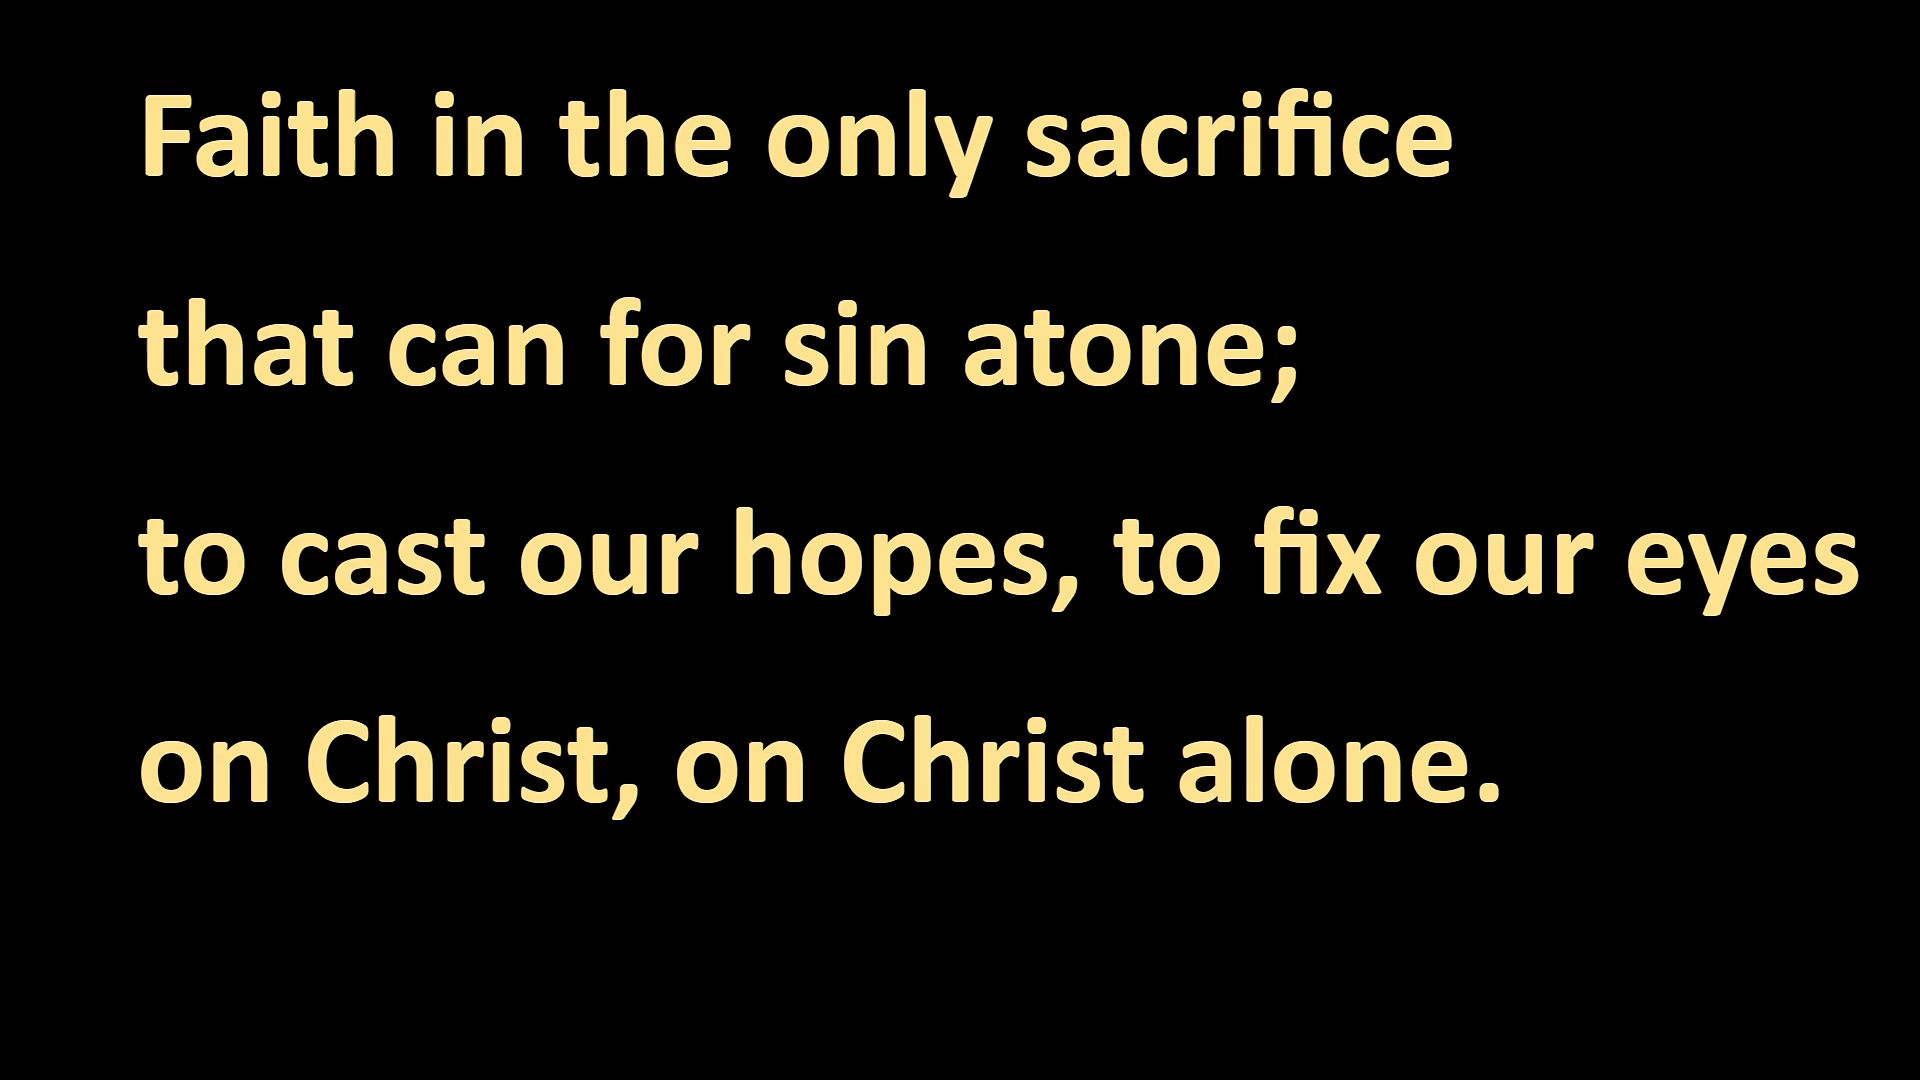 Faith in the only sacrifice
that can for sin atone;
to cast our hopes, to fix our eyes
on Christ, on Christ alone.